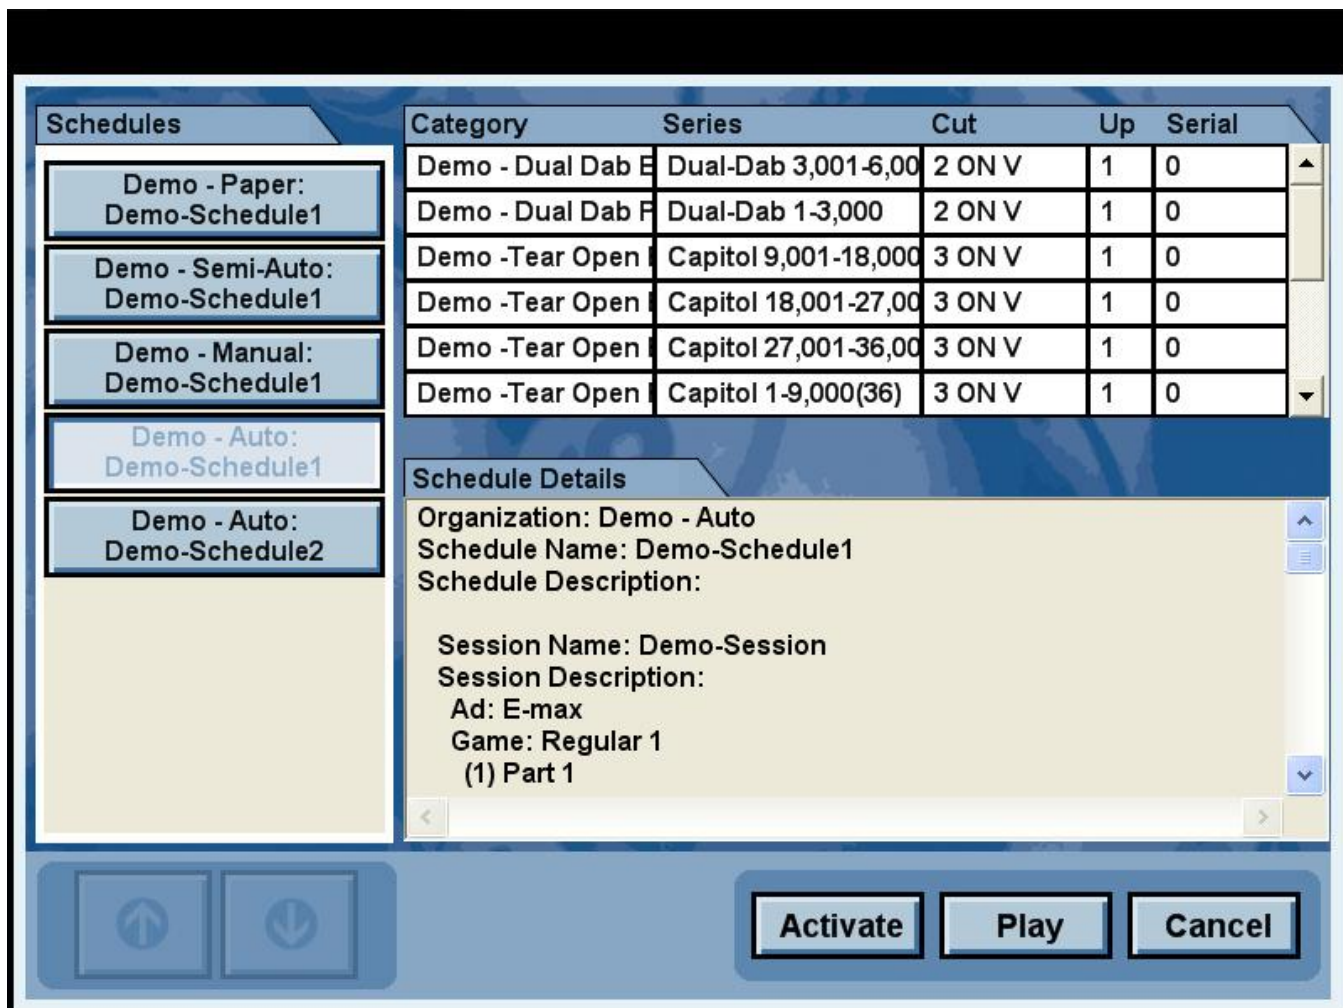 Schedules
Demo - Paper:
Demo-Schedule1
Demo - Semi-Auto:
Demo-Schedule1
Demo - Manual:
Demo-Schedule1
Demo - Auto:
Demo-Schedule1
Demo - Auto:
Demo-Schedule2
Category Series Cut Up Serial
Demo - Dual Dab E Dual-Dab 3,001-6,00 2 ON V 1 0
Demo - Dual Dab P Dual-Dab 1-3,000 2 ON V 1 0
Demo -Tear Open Capitol 9,001-18,000 3 ON V 1 0
Demo -Tear Open Capitol 18,001-27,00 3 ON V 1 0
Demo -Tear Open Capitol 27,001-36,00 3 ON V 1 0
Demo -Tear Open Capitol 1-9,000(36) 3 ON V 1 0
Schedule Details
Organization: Demo - Auto
Schedule Name: Demo-Schedule1
Schedule Description:
Session Name: Demo-Session
Session Description:
Ad: E-max
Game: Regular 1
(1) Part 1
Activate Play Cancel